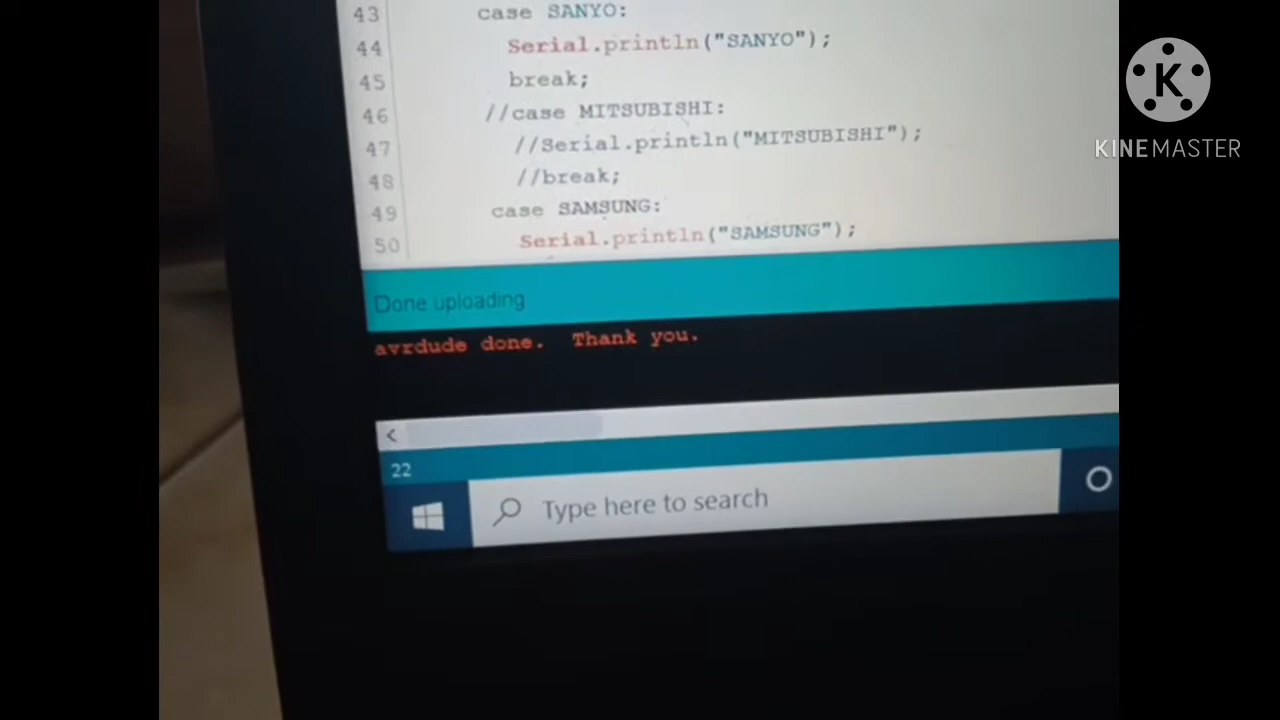 43 case SANYO:
44 Serial.println("SANYO");
45 break;
46 //case MITSUBISHI:
47 //Serial.println("MITSUBISHI");
48 //break;
49 case SAMSUNG:
50 Serial.println("SAMSUNG");
Done uploading
avrdude done.  Thank you.
22
Type here to search
K
KINEMASTER